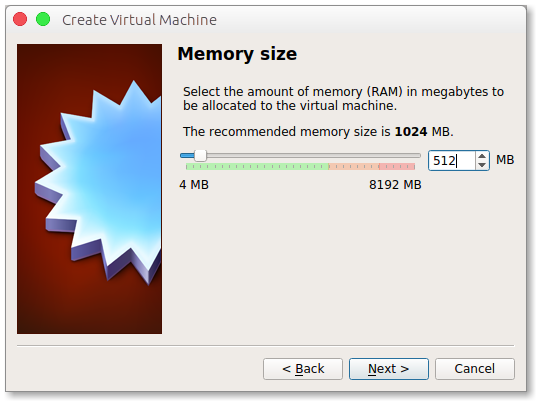 Create Virtual Machine
Memory size
Select the amount of memory (RAM) in megabytes to
be allocated to the virtual machine.
The recommended memory size is 1024 MB.
512 MB
4 MB 8192 MB
< Back Next > Cancel